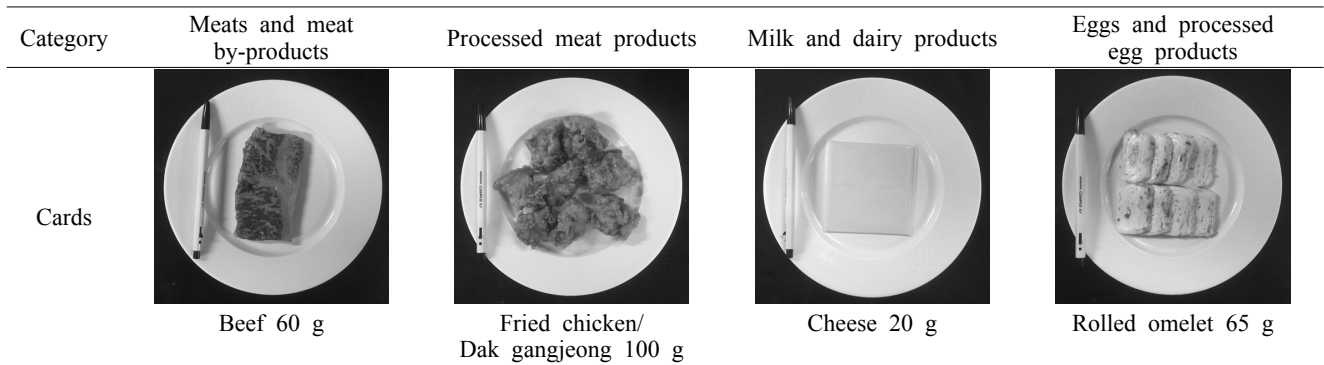 Category
Meats and meat
by-products
Processed meat products
Milk and dairy products
Eggs and processed
egg products
Cards
Beef 60 g
Fried chicken/
Dak gangjeong 100 g
Cheese 20 g
Rolled omelet 65 g